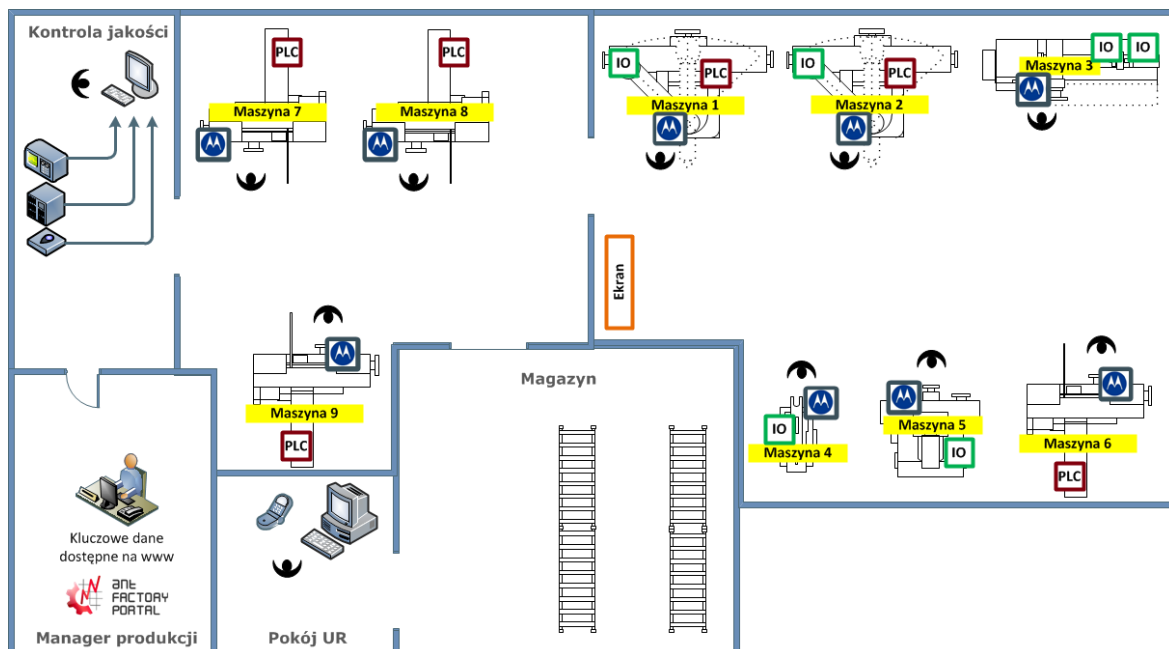 Kontrola jakości
PLC
Maszyna 7
PLC
Maszyna 8
IO
PLC
Maszyna 1
IO
PLC
Maszyna 2
IO
IO
Maszyna 3
Ekran
Maszyna 9
PLC
Magazyn
IO
Maszyna 4
Maszyna 5
IO
Maszyna 6
PLC
Kluczowe dane
dostępne na www
ANT
FACTORY
PORTAL
Manager produkcji
Pokój UR